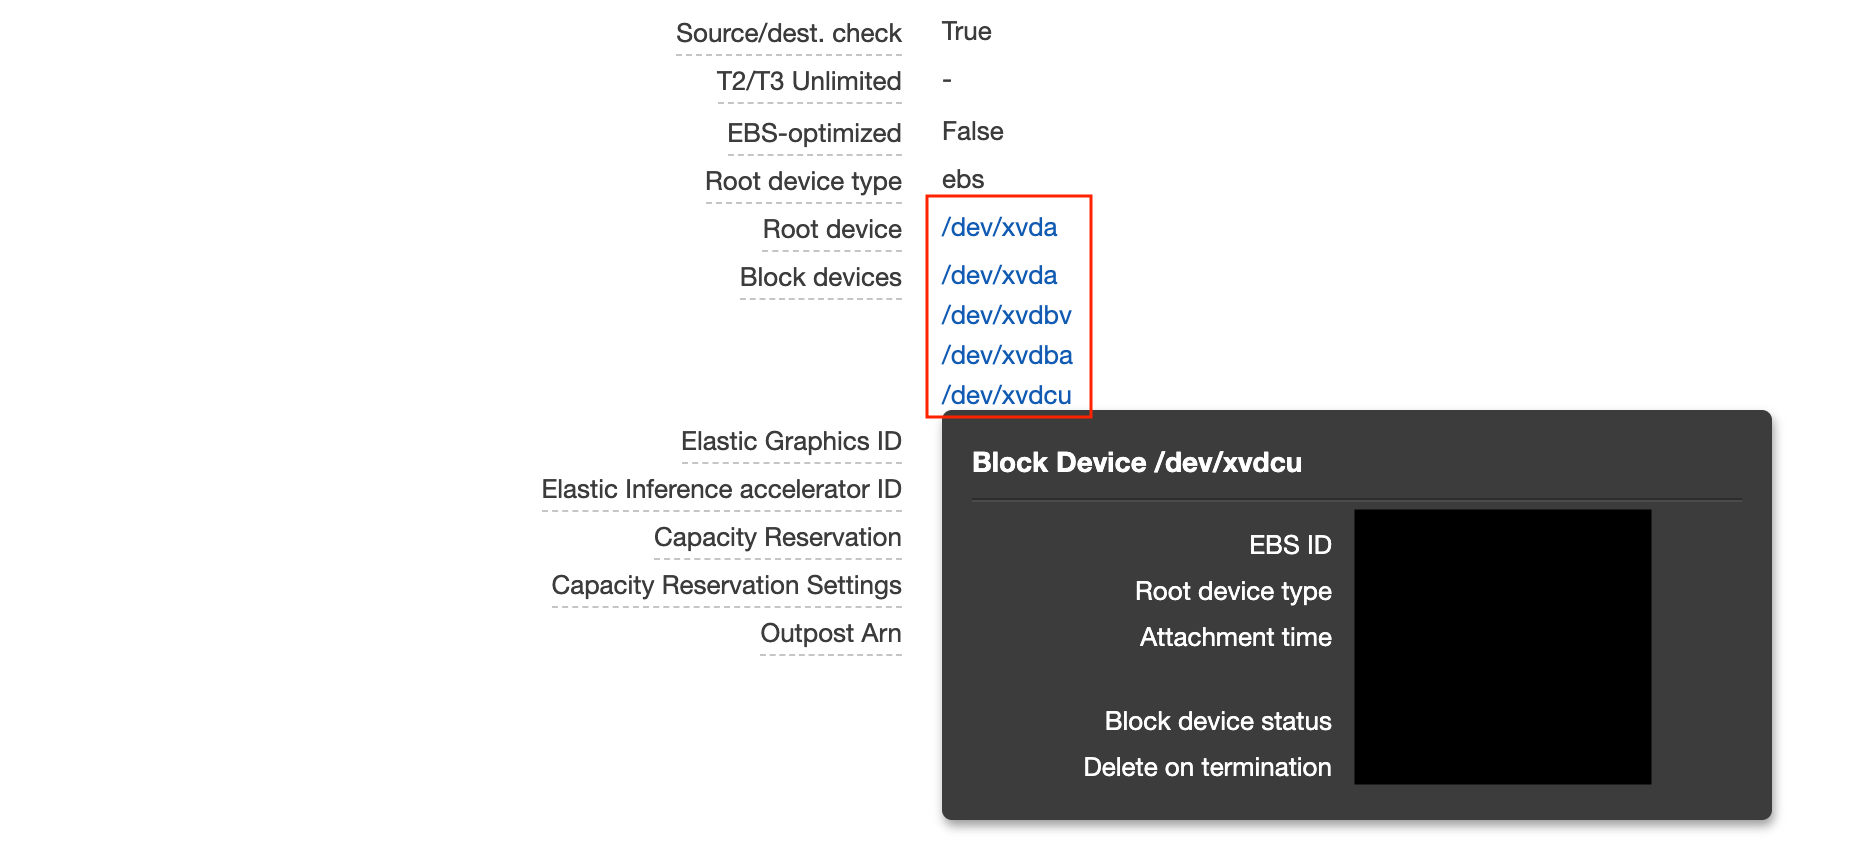 Source/dest. check True
T2/T3 Unlimited -
EBS-optimized False
Root device type ebs
Root device /dev/xvda
Block devices /dev/xvda
/dev/xvdbv
/dev/xvdba
/dev/xvdcu
Elastic Graphics ID
Elastic Inference accelerator ID
Capacity Reservation
Capacity Reservation Settings
Outpost Arn
Block Device /dev/xvdcu
EBS ID
Root device type
Attachment time
Block device status
Delete on termination